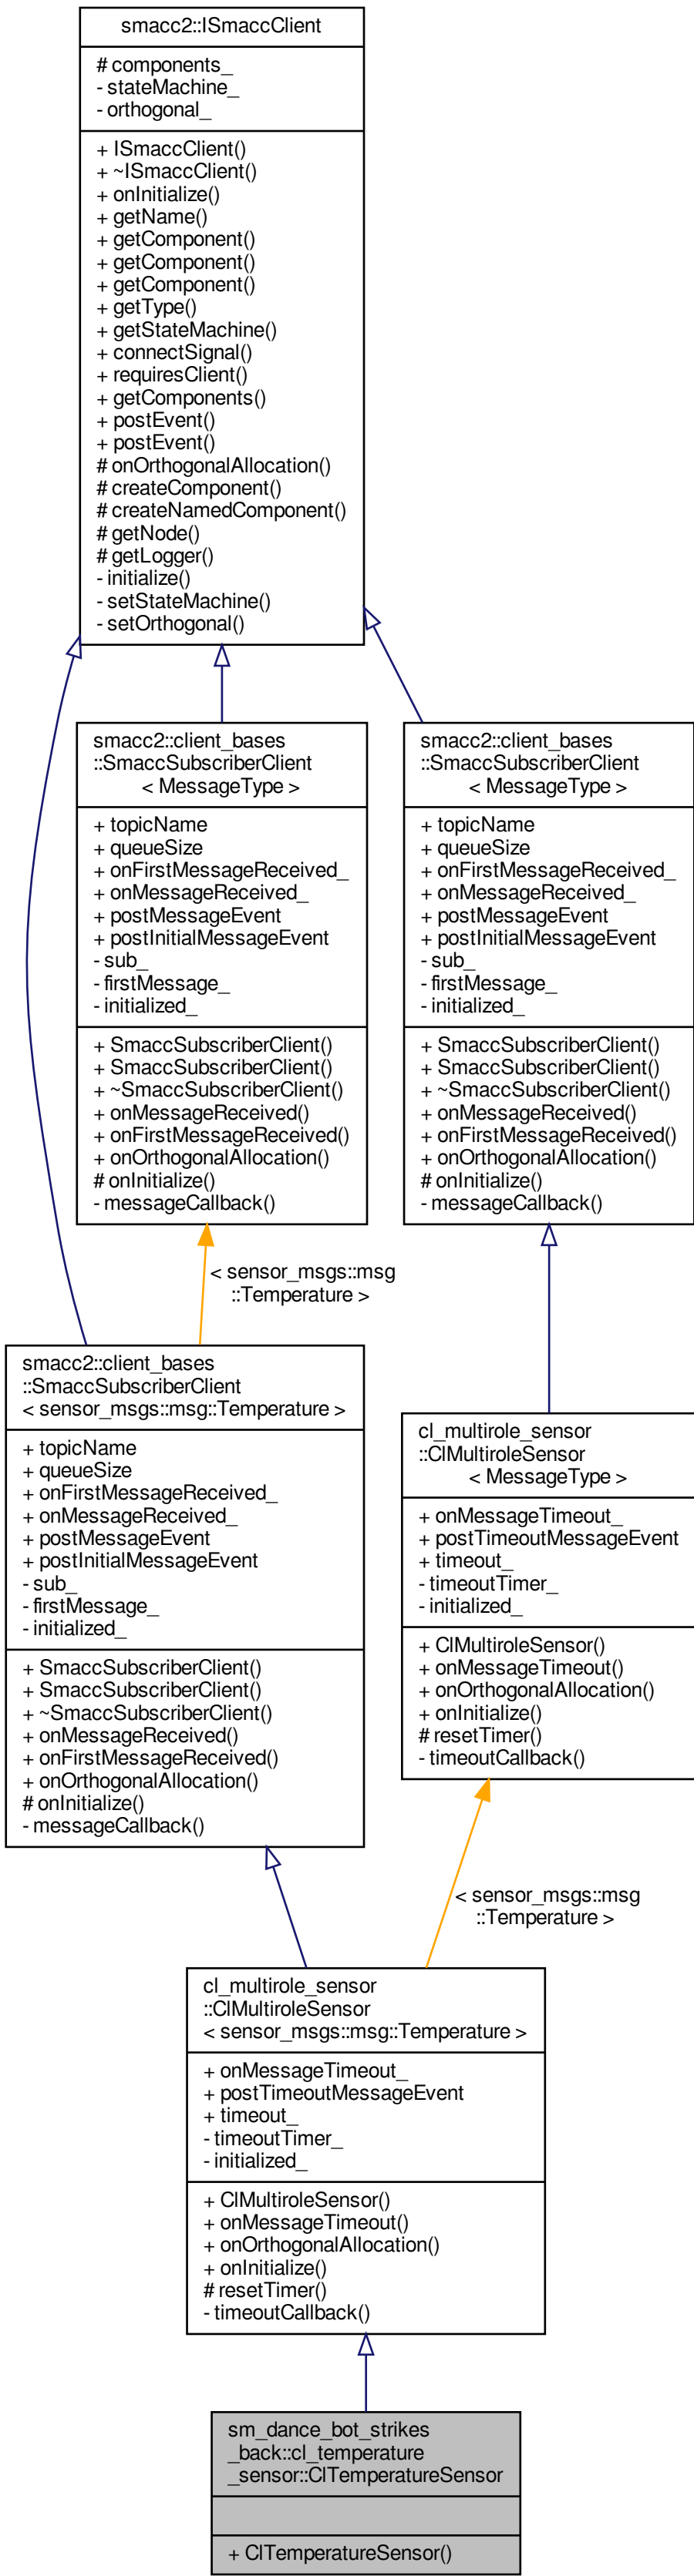 smacc2::ISmaccClient
# components_
- stateMachine_
- orthogonal_
+ ISmaccClient()
+ ~ISmaccClient()
+ onInitialize()
+ getName()
+ getComponent()
+ getComponent()
+ getComponent()
+ getType()
+ getStateMachine()
+ connectSignal()
+ requiresClient()
+ getComponents()
+ postEvent()
+ postEvent()
# onOrthogonalAllocation()
# createComponent()
# createNamedComponent()
# getNode()
# getLogger()
- initialize()
- setStateMachine()
- setOrthogonal()
smacc2::client_bases
::SmaccSubscriberClient
< MessageType >
+ topicName
+ queueSize
+ onFirstMessageReceived_
+ onMessageReceived_
+ postMessageEvent
+ postInitialMessageEvent
- sub_
- firstMessage_
- initialized_
+ SmaccSubscriberClient()
+ SmaccSubscriberClient()
+ ~SmaccSubscriberClient()
+ onMessageReceived()
+ onFirstMessageReceived()
+ onOrthogonalAllocation()
# onInitialize()
- messageCallback()
smacc2::client_bases
::SmaccSubscriberClient
< MessageType >
+ topicName
+ queueSize
+ onFirstMessageReceived_
+ onMessageReceived_
+ postMessageEvent
+ postInitialMessageEvent
- sub_
- firstMessage_
- initialized_
+ SmaccSubscriberClient()
+ SmaccSubscriberClient()
+ ~SmaccSubscriberClient()
+ onMessageReceived()
+ onFirstMessageReceived()
+ onOrthogonalAllocation()
# onInitialize()
- messageCallback()
< sensor_msgs::msg
::Temperature >
smacc2::client_bases
::SmaccSubscriberClient
< sensor_msgs::msg::Temperature >
+ topicName
+ queueSize
+ onFirstMessageReceived_
+ onMessageReceived_
+ postMessageEvent
+ postInitialMessageEvent
- sub_
- firstMessage_
- initialized_
+ SmaccSubscriberClient()
+ SmaccSubscriberClient()
+ ~SmaccSubscriberClient()
+ onMessageReceived()
+ onFirstMessageReceived()
+ onOrthogonalAllocation()
# onInitialize()
- messageCallback()
cl_multirole_sensor
::ClMultiroleSensor
< MessageType >
+ onMessageTimeout_
+ postTimeoutMessageEvent
+ timeout_
- timeoutTimer_
- initialized_
+ ClMultiroleSensor()
+ onMessageTimeout()
+ onOrthogonalAllocation()
+ onInitialize()
# resetTimer()
- timeoutCallback()
< sensor_msgs::msg
::Temperature >
cl_multirole_sensor
::ClMultiroleSensor
< sensor_msgs::msg::Temperature >
+ onMessageTimeout_
+ postTimeoutMessageEvent
+ timeout_
- timeoutTimer_
- initialized_
+ ClMultiroleSensor()
+ onMessageTimeout()
+ onOrthogonalAllocation()
+ onInitialize()
# resetTimer()
- timeoutCallback()
sm_dance_bot_strikes
_back::cl_temperature
_sensor::ClTemperatureSensor
+ ClTemperatureSensor()